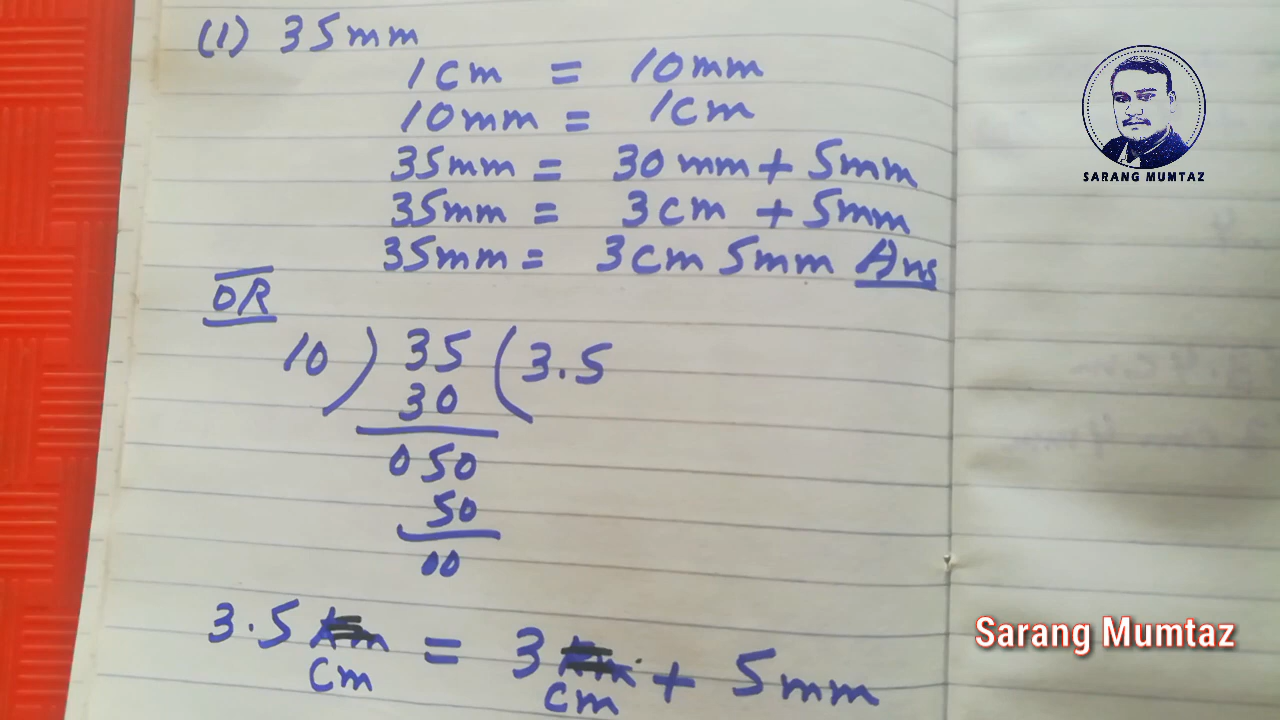 (1) 35mm
1cm = 10mm
10mm = 1cm
35mm = 30mm + 5mm
35mm = 3cm + 5mm
35mm = 3cm 5mm Ans
OR
10 ) 35 ( 3.5
30
050
50
00
3.5 = 3 + 5mm
cm cm
SARANG MUMTAZ
Sarang Mumtaz